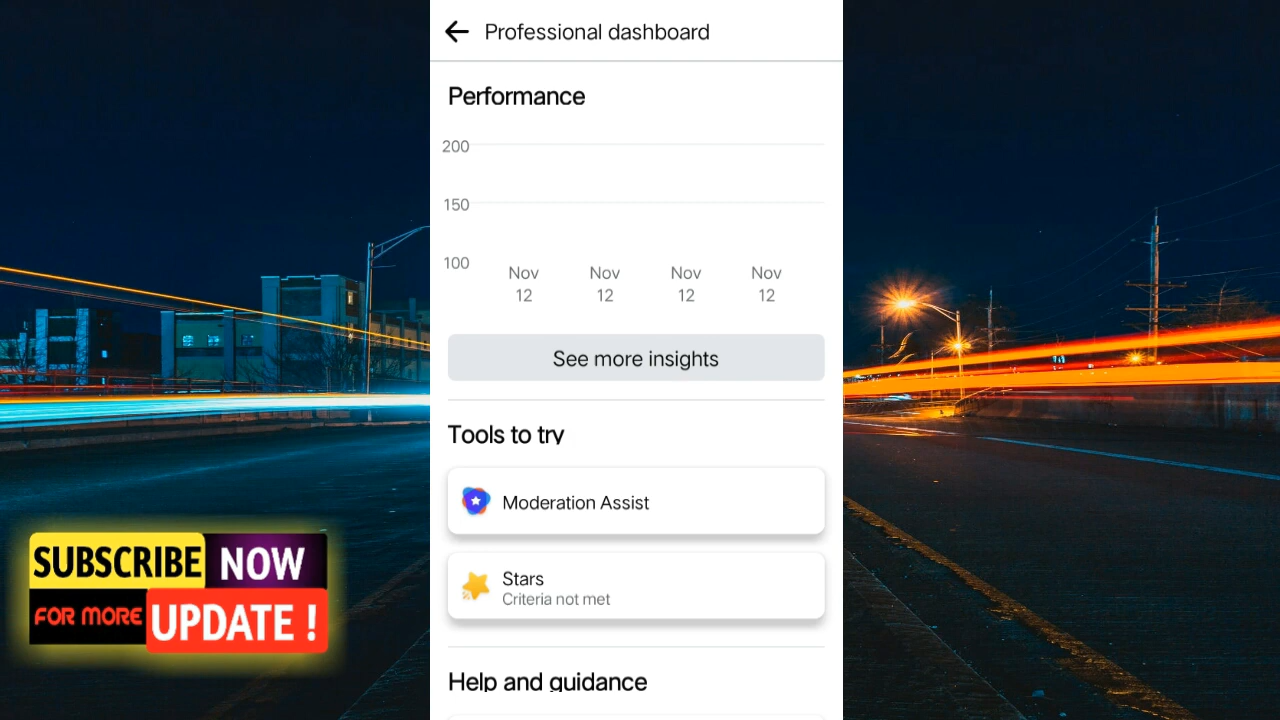 Professional dashboard
Performance
200
150
100
Nov Nov Nov Nov
12 12 12 12
See more insights
Tools to try
Moderation Assist
Stars
Criteria not met
Help and guidance
SUBSCRIBE NOW
FOR MORE UPDATE !